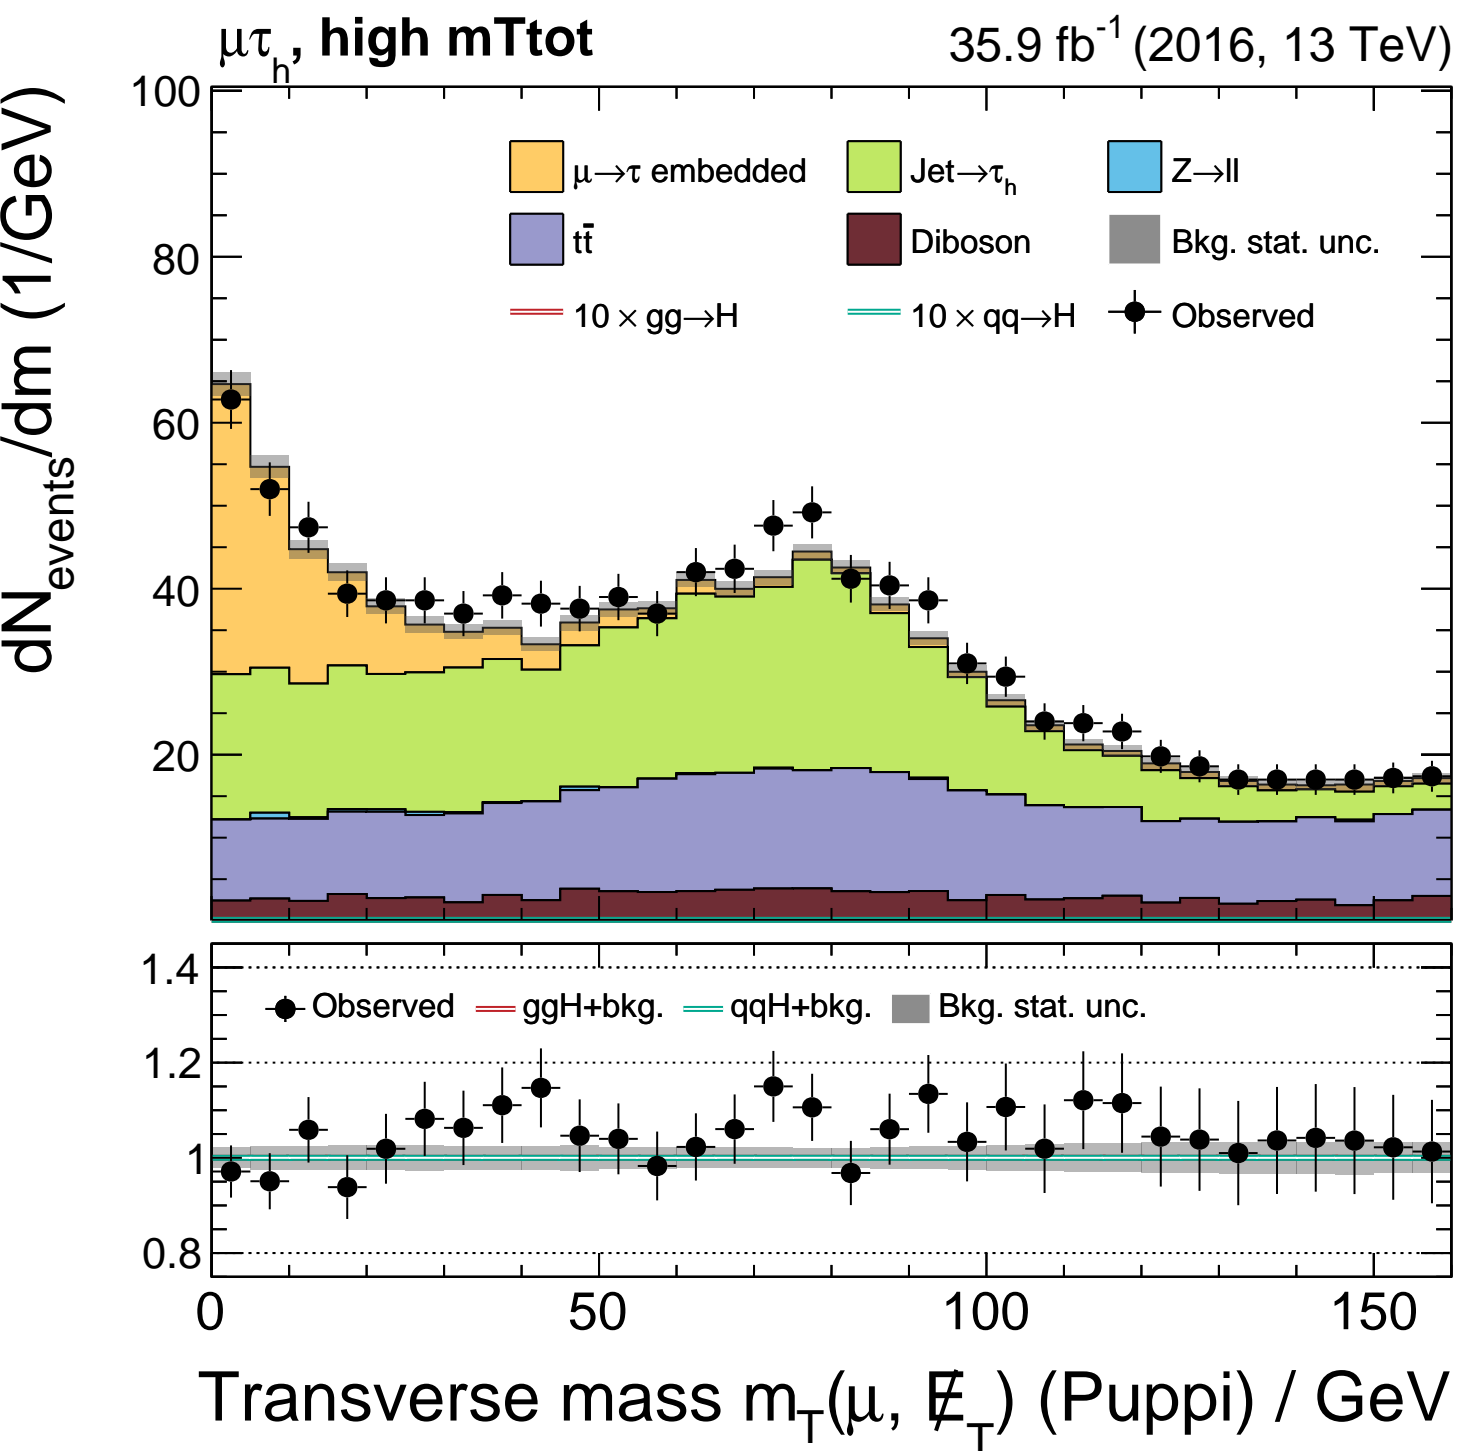 μτh, high mTtot
35.9 fb-1 (2016, 13 TeV)
dNevents/dm (1/GeV)
100
80
60
40
20
μ→τ embedded
Jet→τh
Z→ll
tt̄
Diboson
Bkg. stat. unc.
10 × gg→H
10 × qq→H
Observed
1.4
1.2
1
0.8
Observed
ggH+bkg.
qqH+bkg.
Bkg. stat. unc.
0
50
100
150
Transverse mass mT(μ, E̸T) (Puppi) / GeV